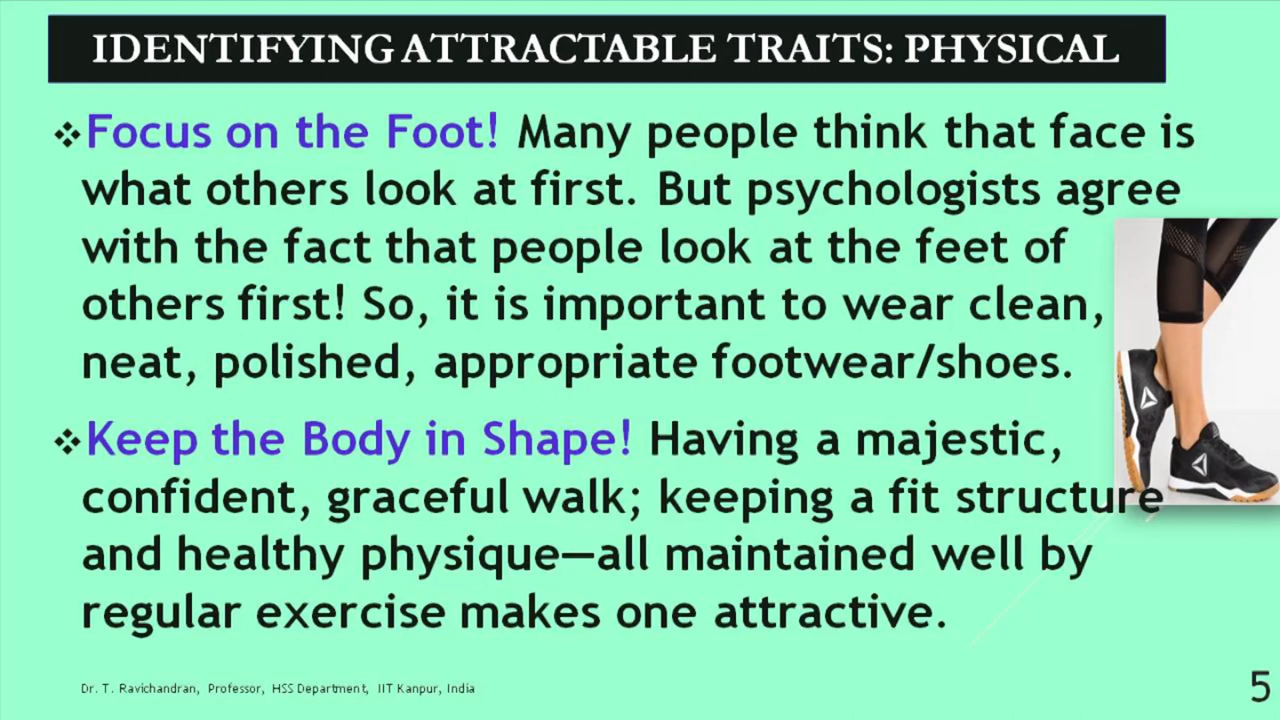 IDENTIFYING ATTRACTABLE TRAITS: PHYSICAL
❖Focus on the Foot! Many people think that face is
what others look at first. But psychologists agree
with the fact that people look at the feet of
others first! So, it is important to wear clean,
neat, polished, appropriate footwear/shoes.
❖Keep the Body in Shape! Having a majestic,
confident, graceful walk; keeping a fit structure
and healthy physique—all maintained well by
regular exercise makes one attractive.
Dr. T. Ravichandran, Professor, HSS Department, IIT Kanpur, India
5